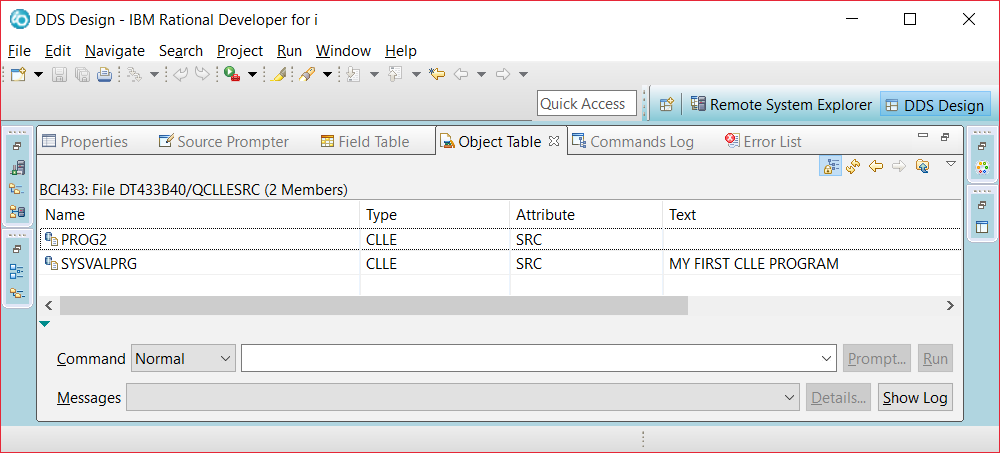 DDS Design - IBM Rational Developer for i
File Edit Navigate Search Project Run Window Help
Quick Access Remote System Explorer DDS Design
Properties Source Prompter Field Table Object Table Commands Log Error List
BCI433: File DT433B40/QCLLESRC (2 Members)
Name Type Attribute Text
PROG2 CLLE SRC
SYSVALPRG CLLE SRC MY FIRST CLLE PROGRAM
Command Normal Prompt... Run
Messages Details... Show Log